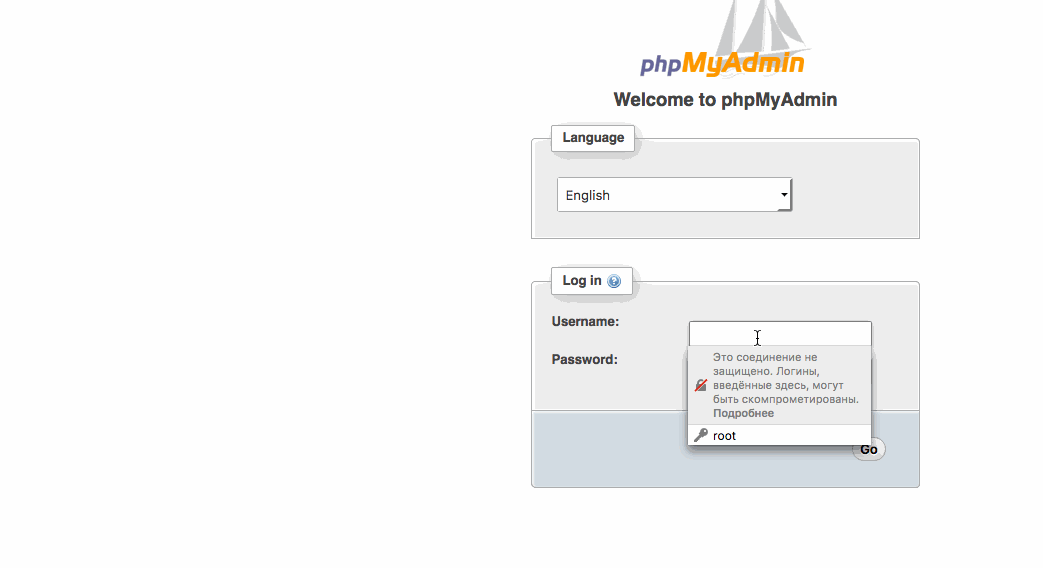 phpMyAdmin
Welcome to phpMyAdmin
Language
English
Log in
Username:
Password:
Это соединение не
защищено. Логины,
введённые здесь, могут
быть скомпрометированы.
Подробнее
root
Go